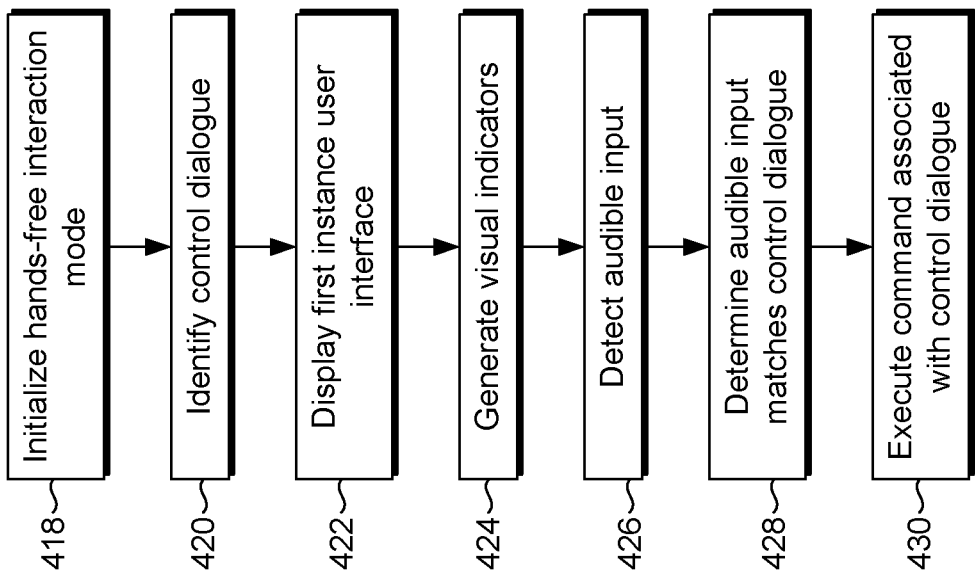 418
Initialize hands-free interaction
mode
420
Identify control dialogue
422
Display first instance user
interface
424
Generate visual indicators
426
Detect audible input
428
Determine audible input
matches control dialogue
430
Execute command associated
with control dialogue